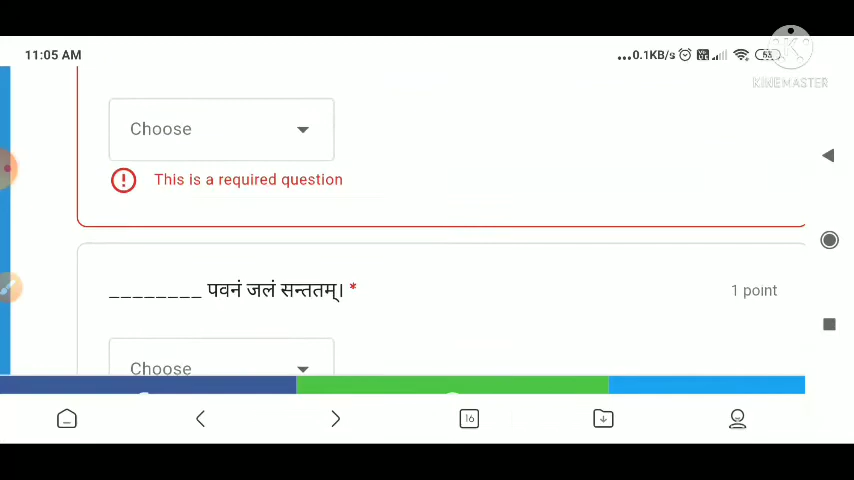 11:05 AM
...0.1KB/s
KINEMASTER
Choose
This is a required question
________ पवनं जलं सन्ततम्। *
1 point
Choose
16